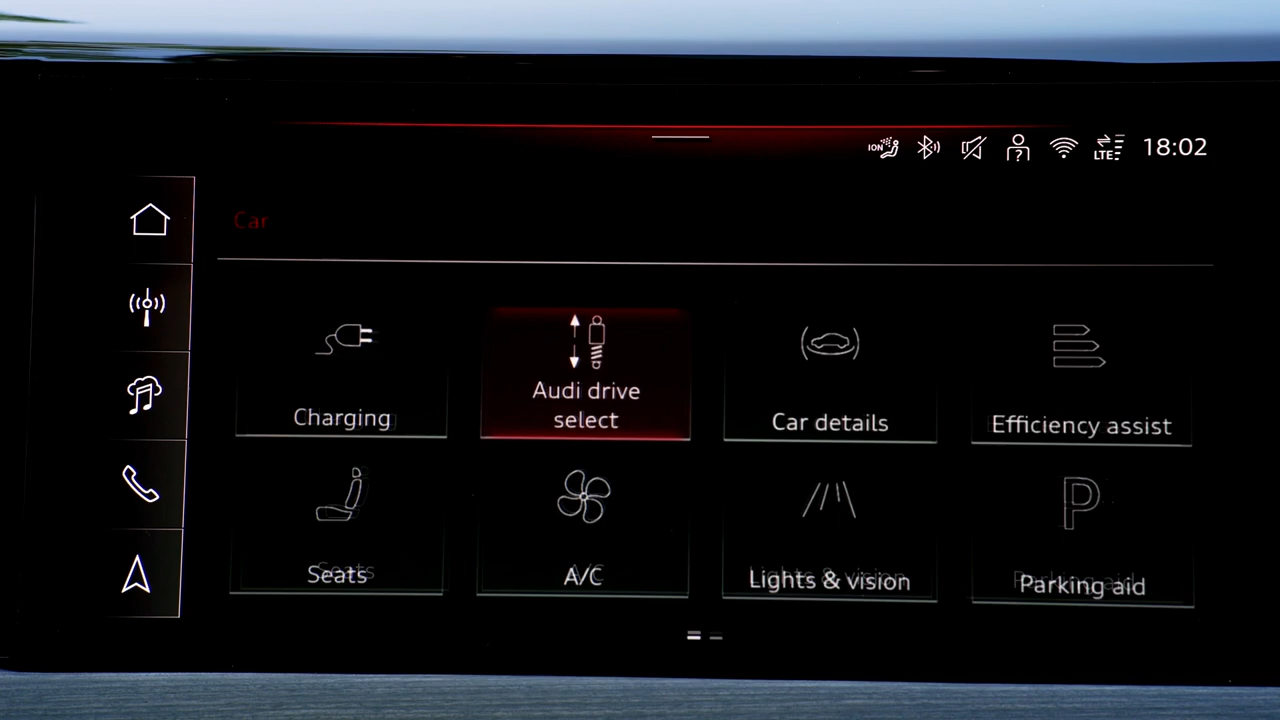 ION
?
LTE
18:02
Car
Charging
Audi drive
select
Car details
Efficiency assist
Seats
A/C
Lights & vision
P
Parking aid